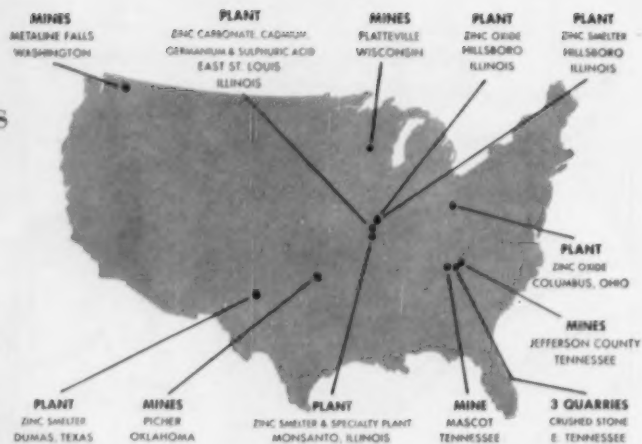 MINES
METALINE FALLS
WASHINGTON
PLANT
ZINC CARBONATE, CADMIUM,
GERMANIUM & SULPHURIC ACID
EAST ST. LOUIS
ILLINOIS
MINES
PLATTEVILLE
WISCONSIN
PLANT
ZINC OXIDE
HILLSBORO
ILLINOIS
PLANT
ZINC SMELTER
HILLSBORO
ILLINOIS
S
PLANT
ZINC OXIDE
COLUMBUS, OHIO
MINES
JEFFERSON COUNTY
TENNESSEE
PLANT
ZINC SMELTER
DUMAS, TEXAS
MINES
PICHER
OKLAHOMA
PLANT
ZINC SMELTER & SPECIALTY PLANT
MONSANTO, ILLINOIS
MINE
MASCOT
TENNESSEE
3 QUARRIES
CRUSHED STONE
E. TENNESSEE